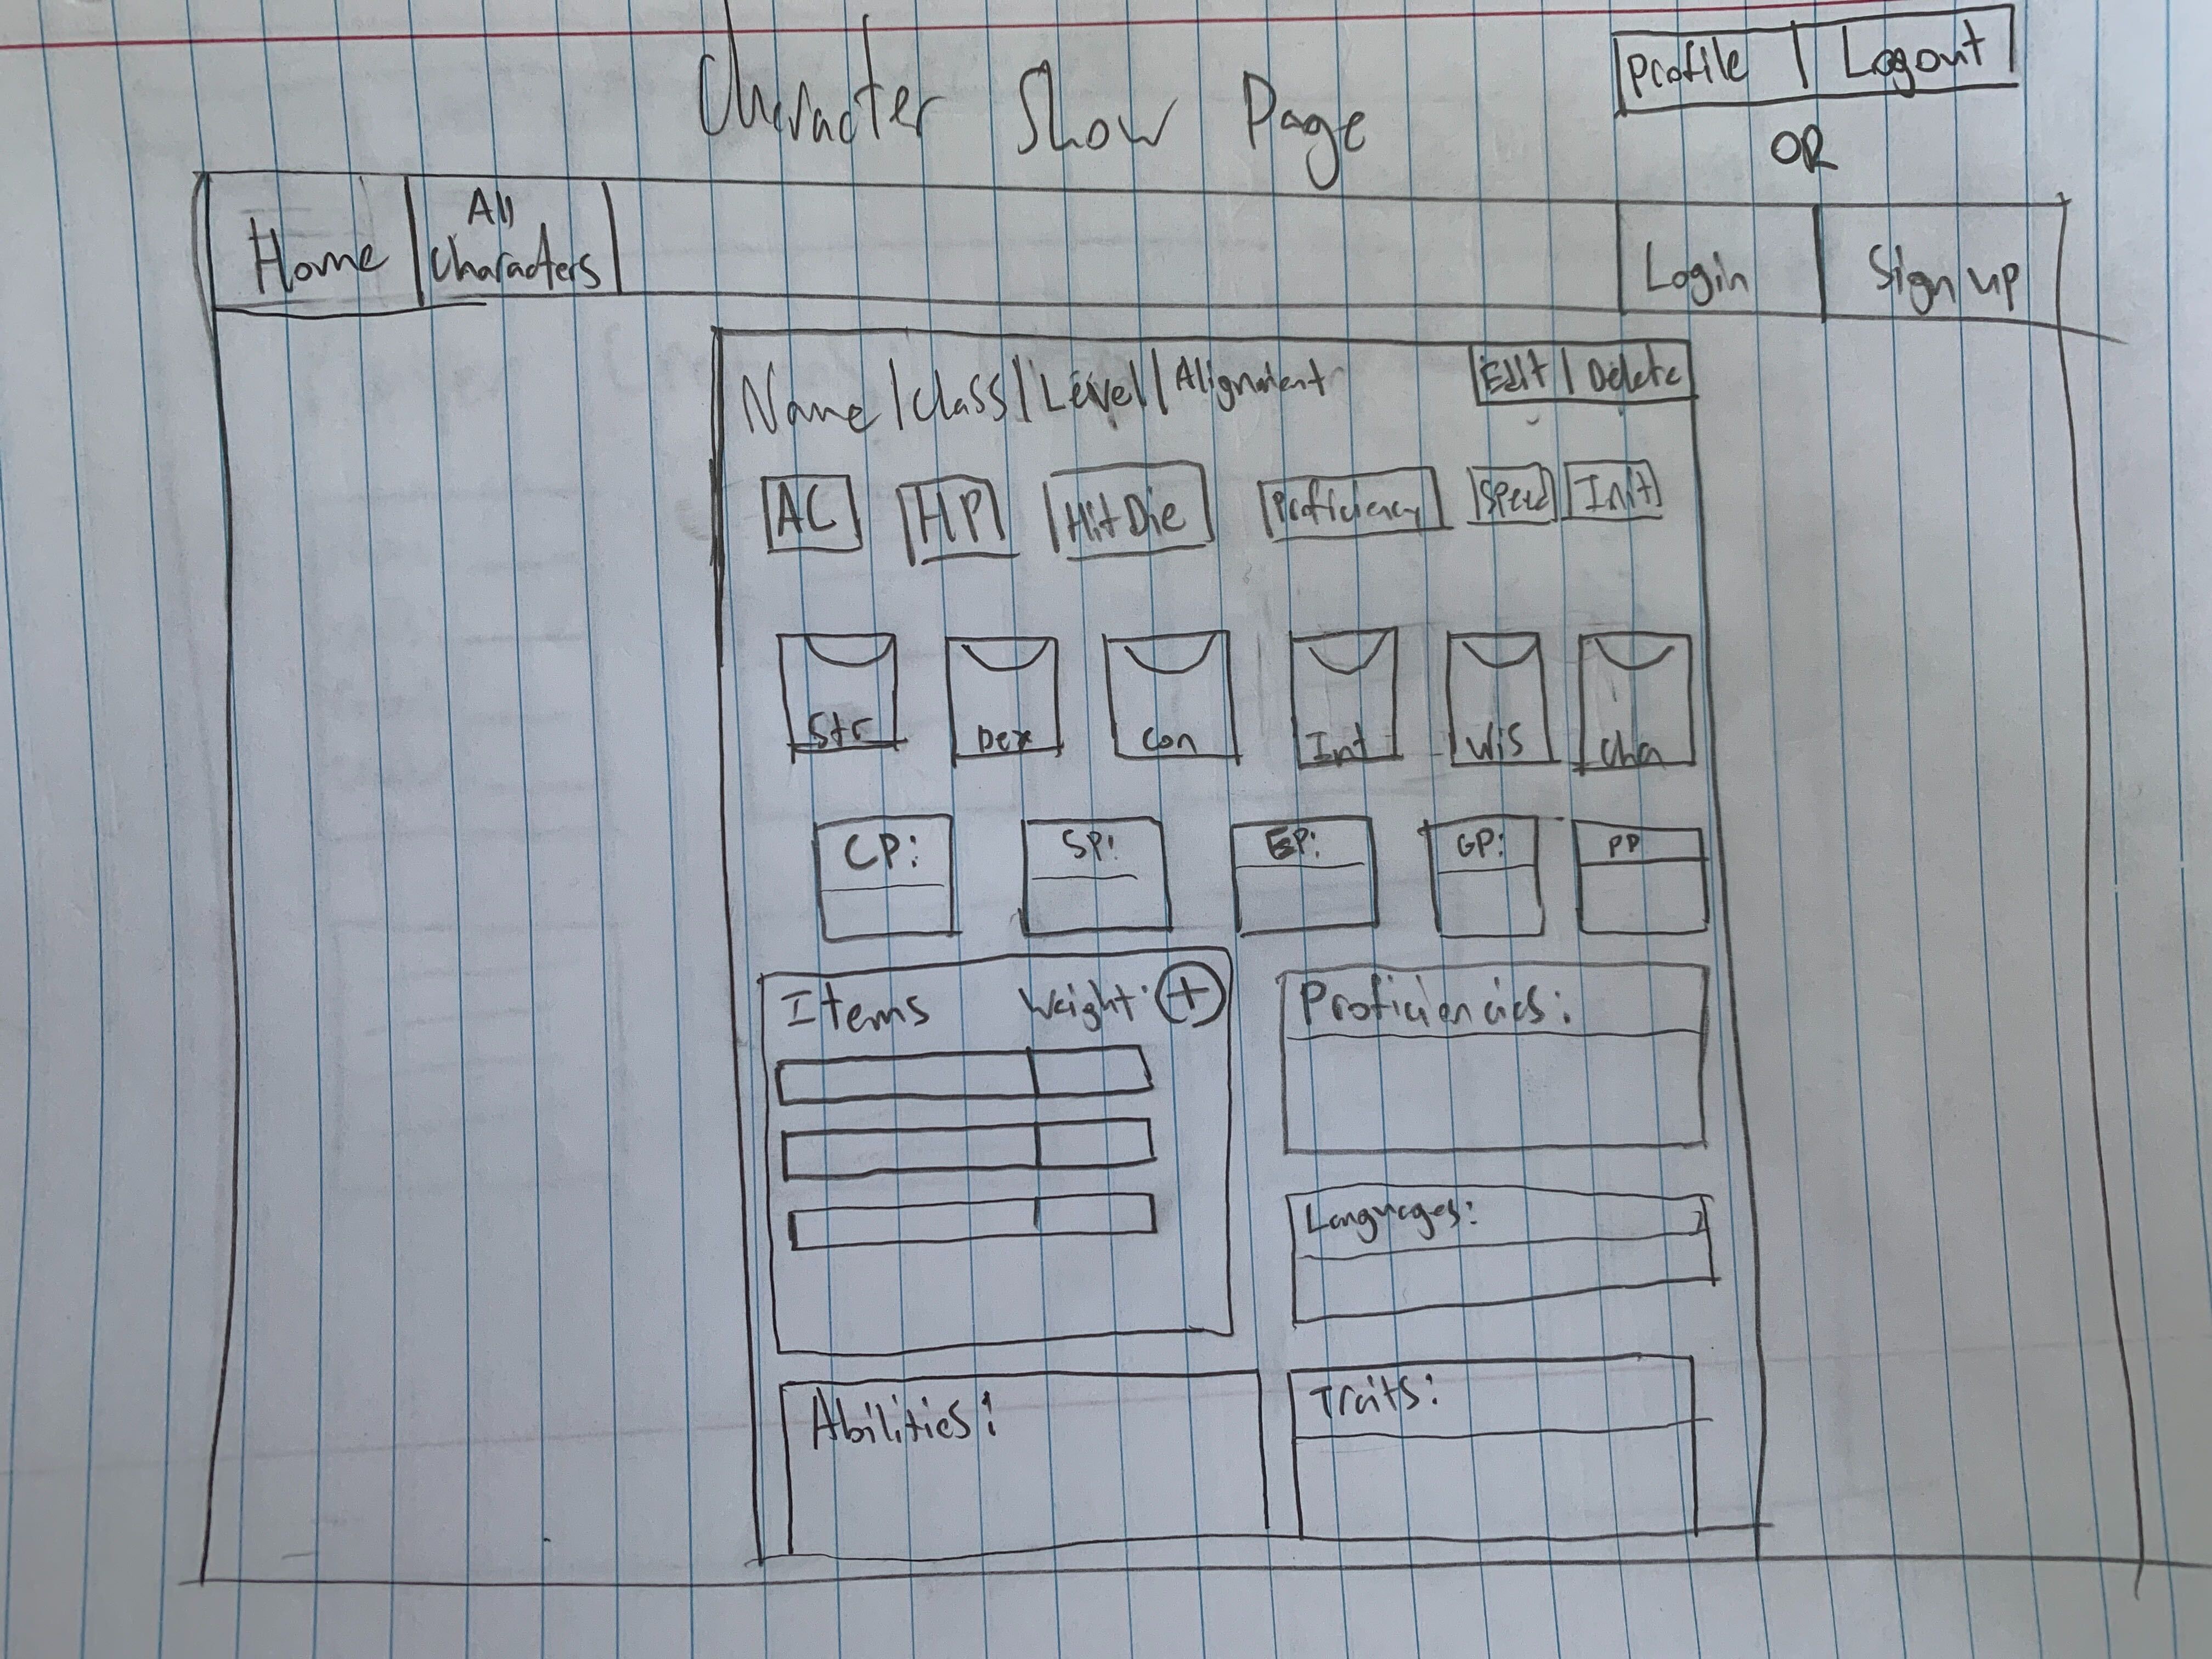 Character Show Page
Profile | Logout
OR
Home
All
Characters
Login
Sign up
Name/Class/Level/Alignment
Edit | Delete
AC
HP
Hit Die
Proficiency
Speed
Init
Str
Dex
Con
Int
Wis
Cha
CP:
SP:
EP:
GP:
PP
Items
Weight:
+
Proficiencies:
Languages:
Abilities:
Traits: